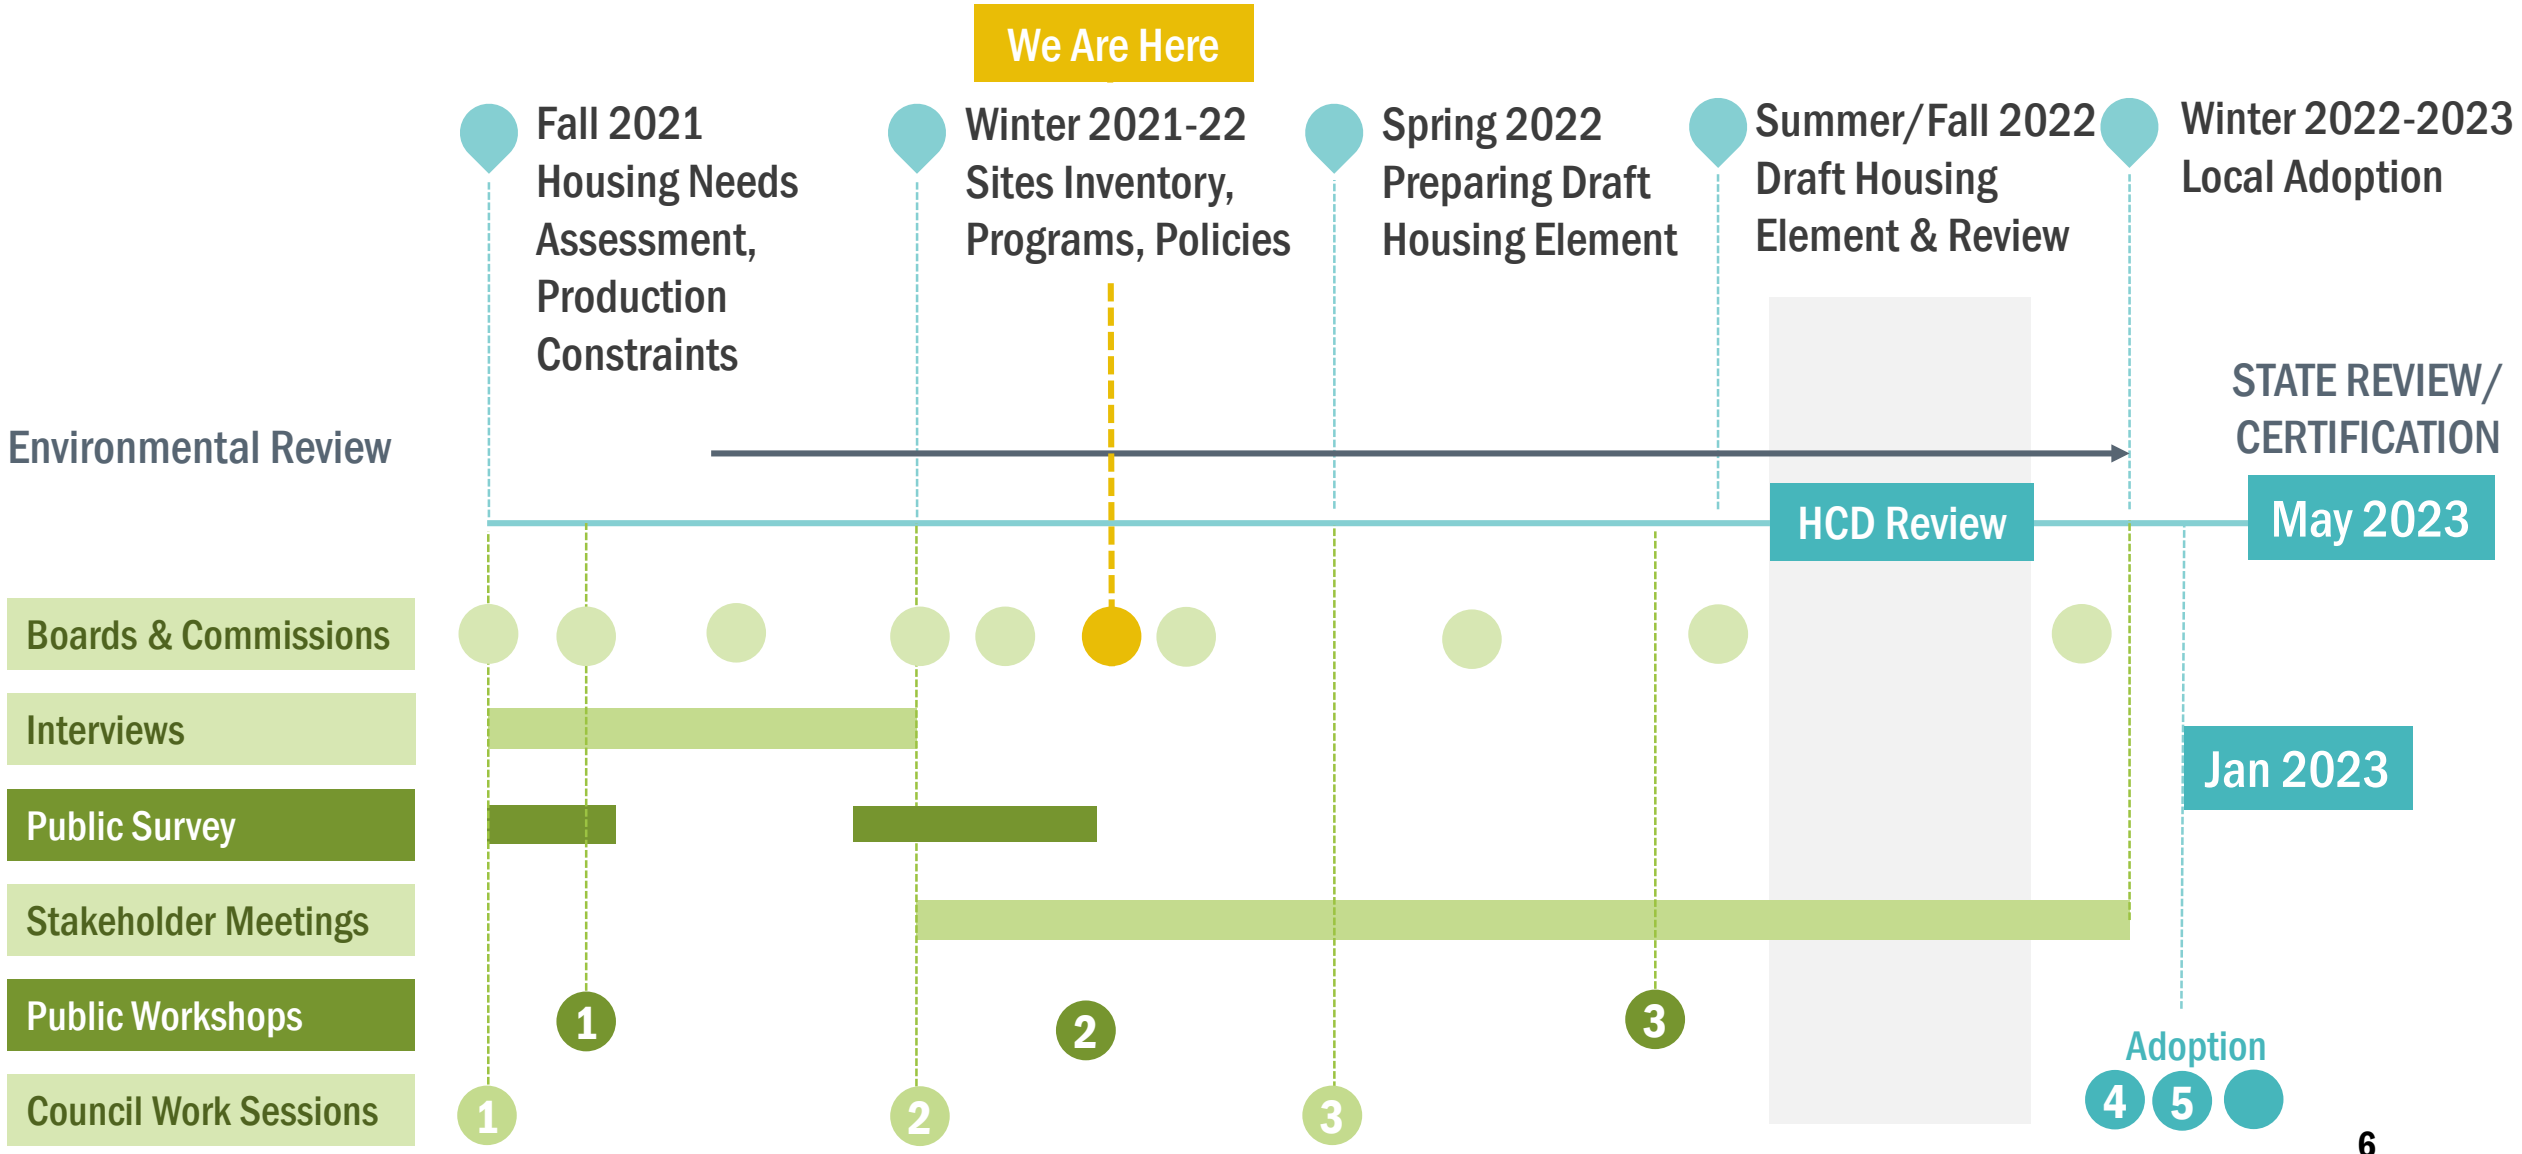 We Are Here
Fall 2021
Housing Needs
Assessment,
Production
Constraints
Winter 2021-22
Sites Inventory,
Programs, Policies
Spring 2022
Preparing Draft
Housing Element
Summer/Fall 2022
Draft Housing
Element & Review
Winter 2022-2023
Local Adoption
STATE REVIEW/
CERTIFICATION
Environmental Review
HCD Review
May 2023
Boards & Commissions
Interviews
Jan 2023
Public Survey
Stakeholder Meetings
Public Workshops
1
2
3
Adoption
Council Work Sessions
1
2
3
4
5
6